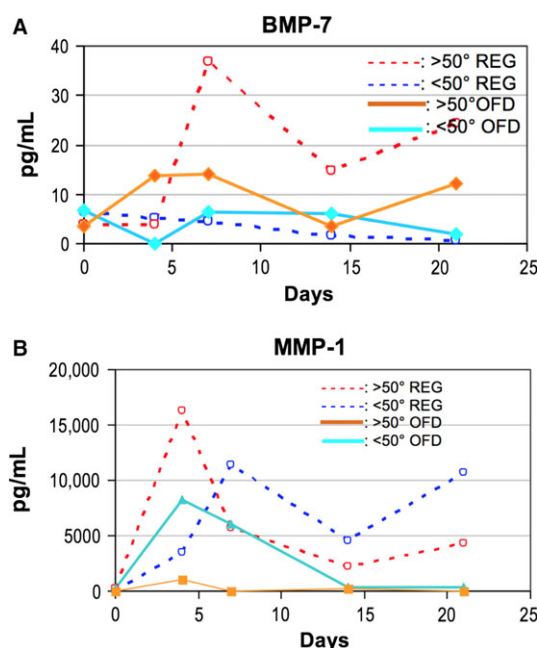 A
BMP-7
40
30
20
10
0
pg/mL
: >50° REG
: <50° REG
: >50°OFD
: <50° OFD
0 5 10 15 20 25
Days
B
MMP-1
20,000
15,000
10,000
5000
0
pg/mL
: >50° REG
: <50° REG
: >50° OFD
: <50° OFD
0 5 10 15 20 25
Days